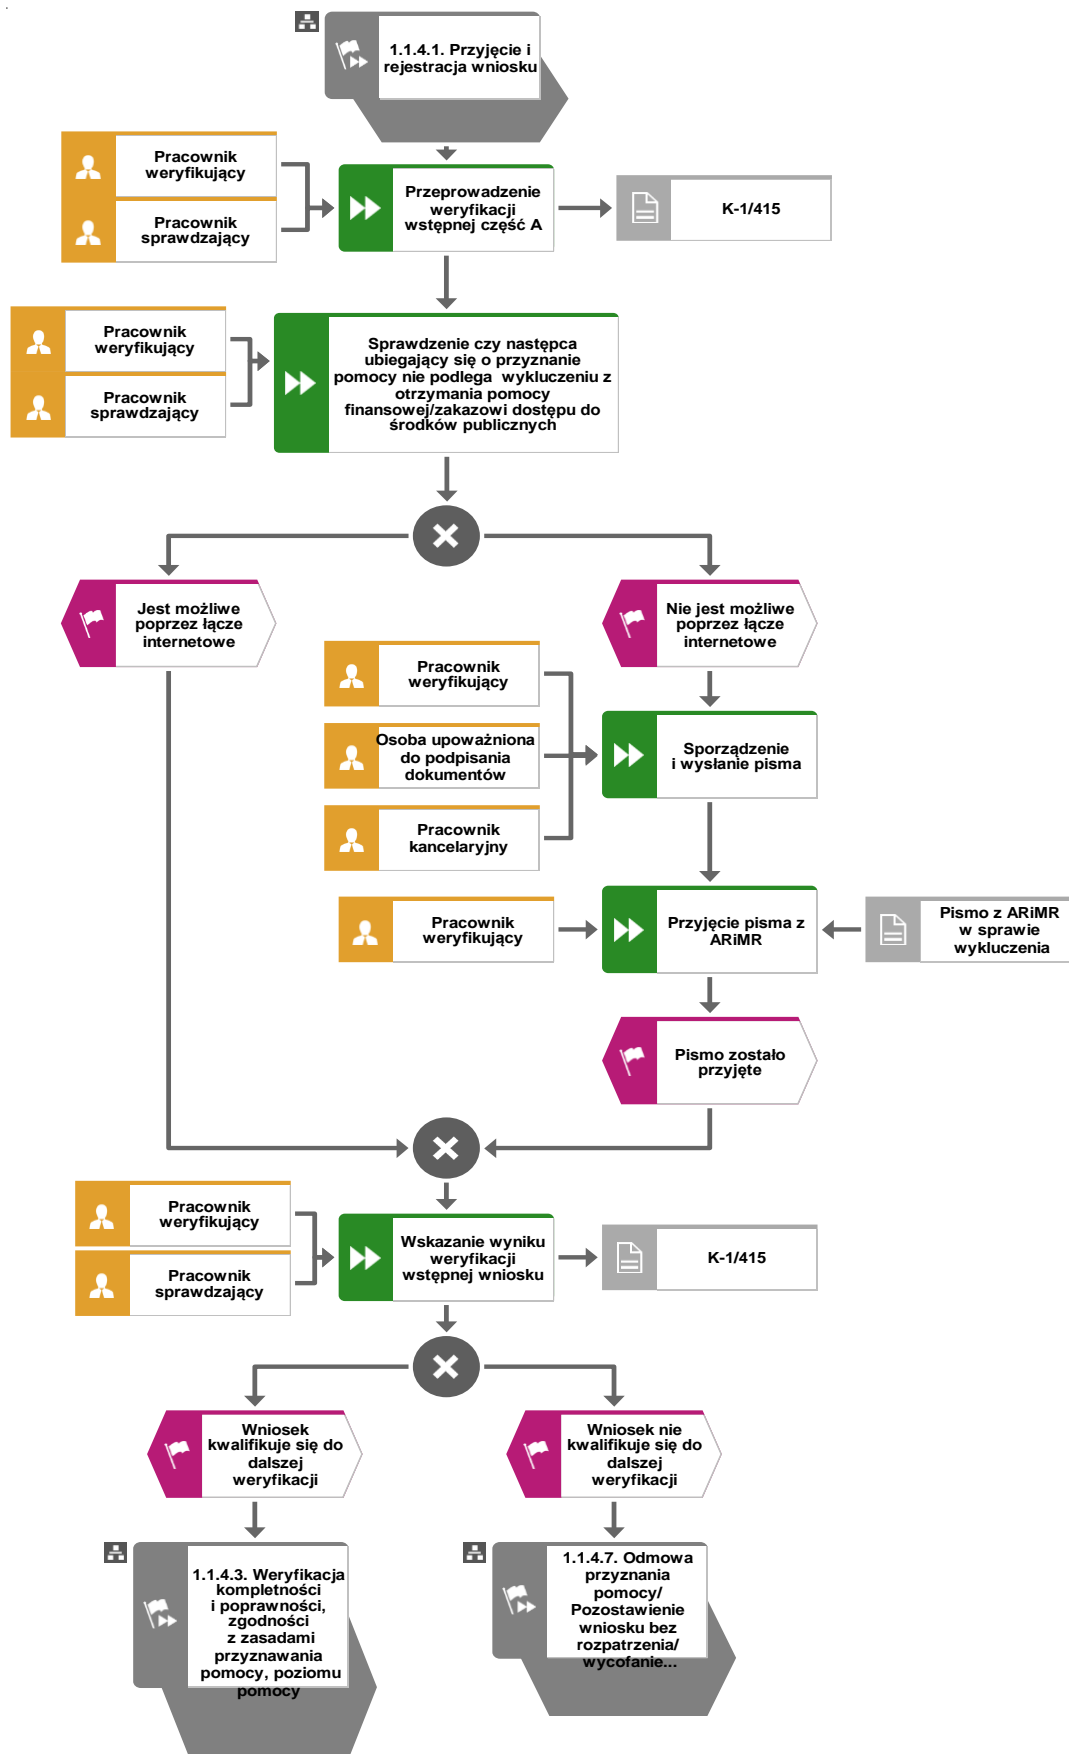 1.1.4.1. Przyjęcie i
rejestracja wniosku
Pracownik
weryfikujący
Pracownik
sprawdzający
Przeprowadzenie
weryfikacji
wstępnej część A
K-1/415
Pracownik
weryfikujący
Pracownik
sprawdzający
Sprawdzenie czy następca
ubiegający się o przyznanie
pomocy nie podlega wykluczeniu z
otrzymania pomocy
finansowej/zakazowi dostępu do
środków publicznych
Jest możliwe
poprzez łącze
internetowe
Nie jest możliwe
poprzez łącze
internetowe
Pracownik
weryfikujący
Osoba upoważniona
do podpisania
dokumentów
Pracownik
kancelaryjny
Sporządzenie
i wysłanie pisma
Pracownik
weryfikujący
Przyjęcie pisma z
ARiMR
Pismo z ARiMR
w sprawie
wykluczenia
Pismo zostało
przyjęte
Pracownik
weryfikujący
Pracownik
sprawdzający
Wskazanie wyniku
weryfikacji
wstępnej wniosku
K-1/415
Wniosek
kwalifikuje się do
dalszej
weryfikacji
Wniosek nie
kwalifikuje się do
dalszej
weryfikacji
1.1.4.3. Weryfikacja
kompletności
i poprawności,
zgodności
z zasadami
przyznawania
pomocy, poziomu
pomocy
1.1.4.7. Odmowa
przyznania
pomocy/
Pozostawienie
wniosku bez
rozpatrzenia/
wycofanie...